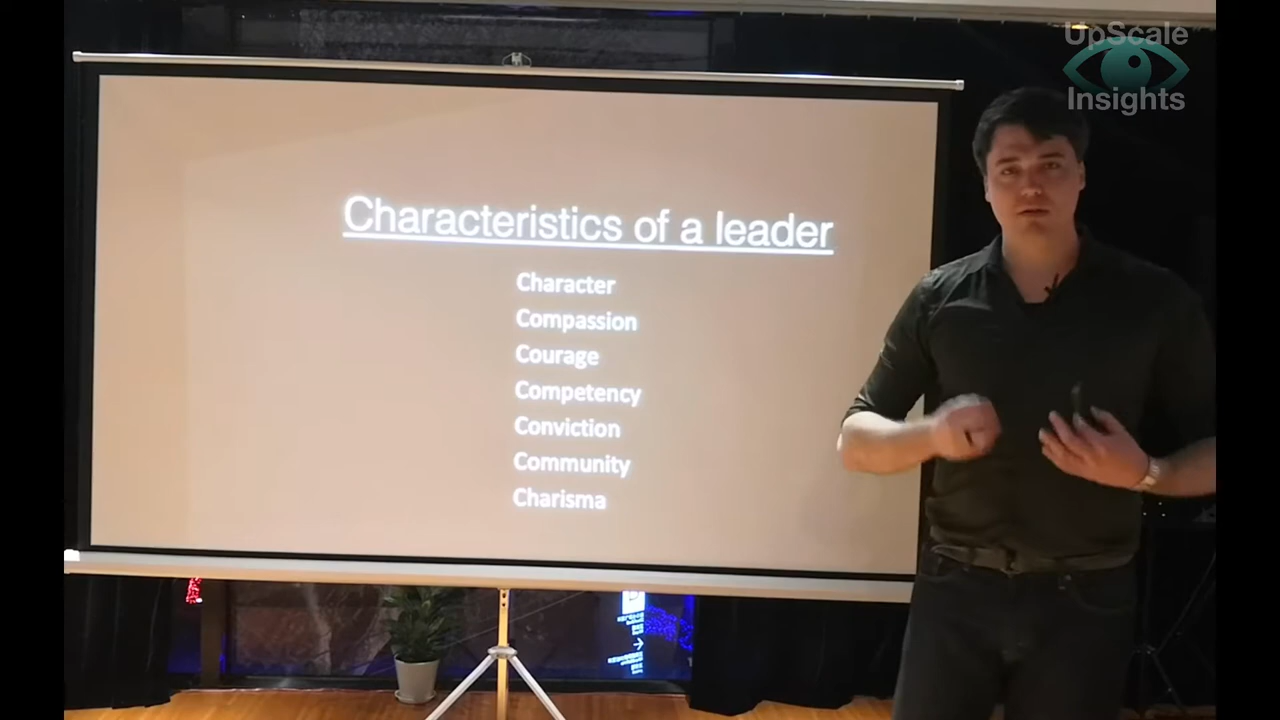 UpScale
Insights
Characteristics of a leader
Character
Compassion
Courage
Competency
Conviction
Community
Charisma